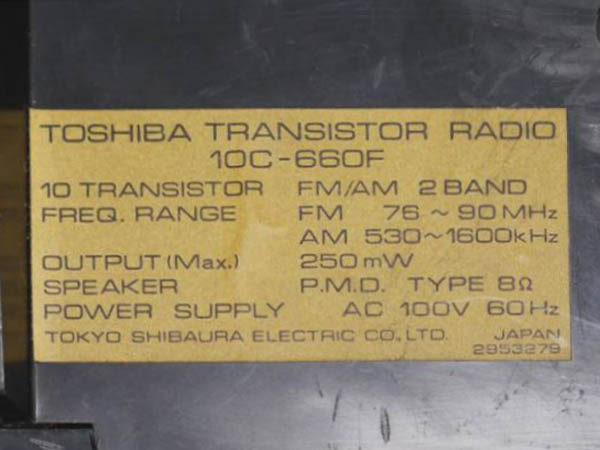 TOSHIBA TRANSISTOR RADIO
10C-660F
10 TRANSISTOR FM/AM 2 BAND
FREQ. RANGE FM 76 ~ 90 MHz
AM 530~1600kHz
OUTPUT (Max.) 250mW
SPEAKER P.M.D. TYPE 8Ω
POWER SUPPLY AC 100V 60Hz
TOKYO SHIBAURA ELECTRIC CO., LTD. JAPAN
2953279